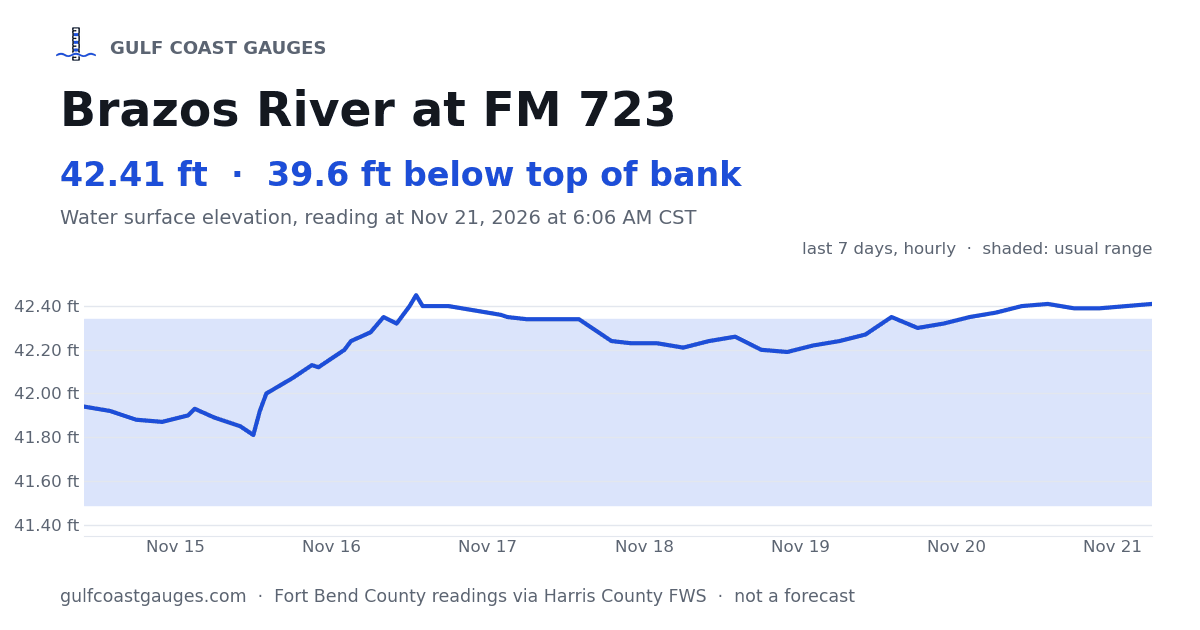 GULF COAST GAUGES
Brazos River at FM 723
42.41 ft · 39.6 ft below top of bank
Water surface elevation, reading at Nov 21, 2026 at 6:06 AM CST
last 7 days, hourly · shaded: usual range
42.40 ft
42.20 ft
42.00 ft
41.80 ft
41.60 ft
41.40 ft
Nov 15 Nov 16 Nov 17 Nov 18 Nov 19 Nov 20 Nov 21
gulfcoastgauges.com · Fort Bend County readings via Harris County FWS · not a forecast